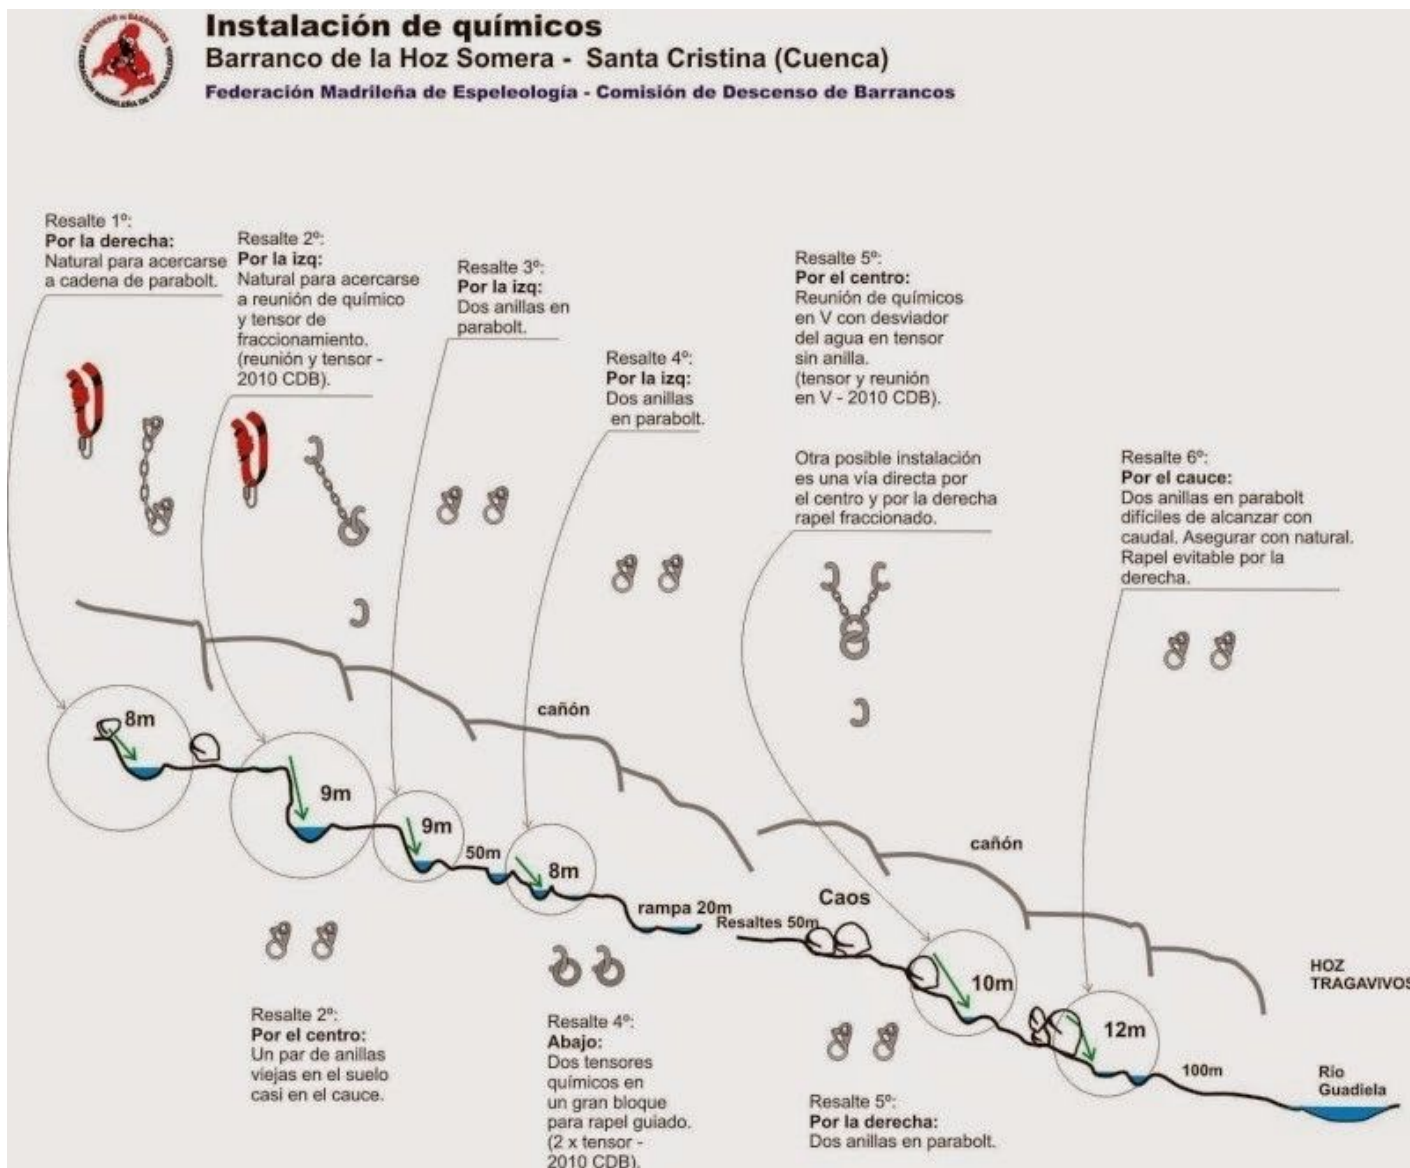 DESCENSO DE BARRANCOS
FEDERACIÓN MADRILEÑA DE ESPELEOLOGÍA
Instalación de químicos
Barranco de la Hoz Somera - Santa Cristina (Cuenca)
Federación Madrileña de Espeleología - Comisión de Descenso de Barrancos
Resalte 1º:
Por la derecha:
Natural para acercarse
a cadena de parabolt.
Resalte 2º:
Por la izq:
Natural para acercarse
a reunión de químico
y tensor de
fraccionamiento.
(reunión y tensor -
2010 CDB).
Resalte 3º:
Por la izq:
Dos anillas en
parabolt.
Resalte 4º:
Por la izq:
Dos anillas
en parabolt.
Resalte 5º:
Por el centro:
Reunión de químicos
en V con desviador
del agua en tensor
sin anilla.
(tensor y reunión
en V - 2010 CDB).
Otra posible instalación
es una vía directa por
el centro y por la derecha
rapel fraccionado.
Resalte 6º:
Por el cauce:
Dos anillas en parabolt
difíciles de alcanzar con
caudal. Asegurar con natural.
Rapel evitable por la
derecha.
cañón
8m
9m
9m
50m
8m
rampa 20m
cañón
Caos
Resaltes 50m
10m
12m
100m
HOZ
TRAGAVIVOS
Rio
Guadiela
Resalte 2º:
Por el centro:
Un par de anillas
viejas en el suelo
casi en el cauce.
Resalte 4º:
Abajo:
Dos tensores
químicos en
un gran bloque
para rapel guiado.
(2 x tensor -
2010 CDB).
Resalte 5º:
Por la derecha:
Dos anillas en parabolt.